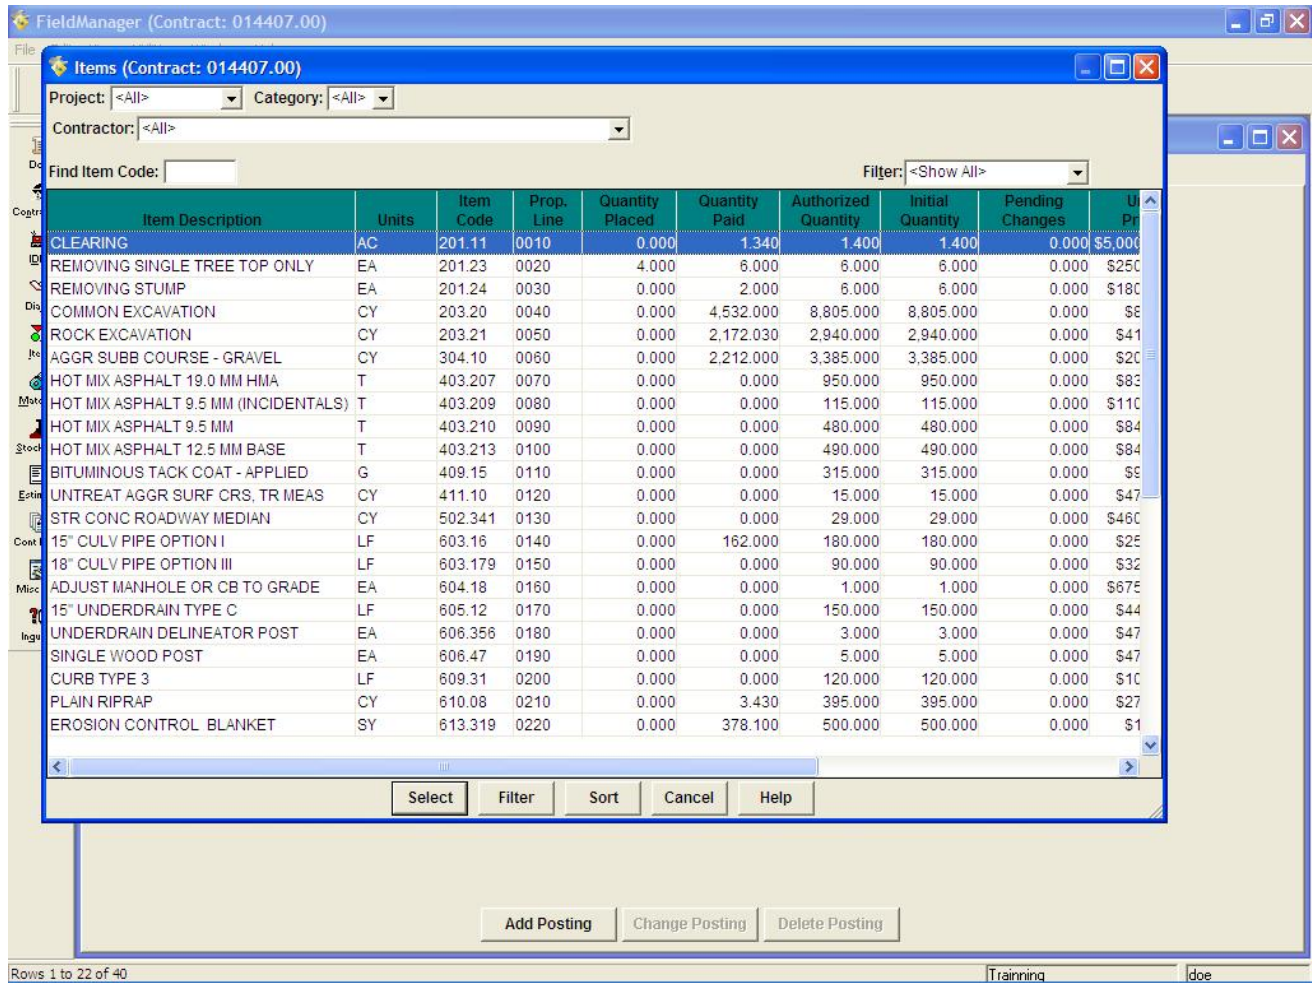 FieldManager (Contract: 014407.00)
File
Items (Contract: 014407.00)
Project: <All> Category: <All>
Contractor: <All>
Find Item Code: Filter: <Show All>
Item Description Units Item Code Prop. Line Quantity Placed Quantity Paid Authorized Quantity Initial Quantity Pending Changes
CLEARING AC 201.11 0010 0.000 1.340 1.400 1.400 0.000 $5,000
REMOVING SINGLE TREE TOP ONLY EA 201.23 0020 4.000 6.000 6.000 6.000 0.000 $250
REMOVING STUMP EA 201.24 0030 0.000 2.000 6.000 6.000 0.000 $180
COMMON EXCAVATION CY 203.20 0040 0.000 4,532.000 8,805.000 8,805.000 0.000 $8
ROCK EXCAVATION CY 203.21 0050 0.000 2,172.030 2,940.000 2,940.000 0.000 $41
AGGR SUBB COURSE - GRAVEL CY 304.10 0060 0.000 2,212.000 3,385.000 3,385.000 0.000 $20
HOT MIX ASPHALT 19.0 MM HMA T 403.207 0070 0.000 0.000 950.000 950.000 0.000 $83
HOT MIX ASPHALT 9.5 MM (INCIDENTALS) T 403.209 0080 0.000 0.000 115.000 115.000 0.000 $110
HOT MIX ASPHALT 9.5 MM T 403.210 0090 0.000 0.000 480.000 480.000 0.000 $84
HOT MIX ASPHALT 12.5 MM BASE T 403.213 0100 0.000 0.000 490.000 490.000 0.000 $84
BITUMINOUS TACK COAT - APPLIED G 409.15 0110 0.000 0.000 315.000 315.000 0.000 $9
UNTREAT AGGR SURF CRS, TR MEAS CY 411.10 0120 0.000 0.000 15.000 15.000 0.000 $47
STR CONC ROADWAY MEDIAN CY 502.341 0130 0.000 0.000 29.000 29.000 0.000 $460
15" CULV PIPE OPTION I LF 603.16 0140 0.000 162.000 180.000 180.000 0.000 $25
18" CULV PIPE OPTION III LF 603.179 0150 0.000 0.000 90.000 90.000 0.000 $32
ADJUST MANHOLE OR CB TO GRADE EA 604.18 0160 0.000 0.000 1.000 1.000 0.000 $675
15" UNDERDRAIN TYPE C LF 605.12 0170 0.000 0.000 150.000 150.000 0.000 $44
UNDERDRAIN DELINEATOR POST EA 606.356 0180 0.000 0.000 3.000 3.000 0.000 $47
SINGLE WOOD POST EA 606.47 0190 0.000 0.000 5.000 5.000 0.000 $47
CURB TYPE 3 LF 609.31 0200 0.000 0.000 120.000 120.000 0.000 $10
PLAIN RIPRAP CY 610.08 0210 0.000 3.430 395.000 395.000 0.000 $27
EROSION CONTROL BLANKET SY 613.319 0220 0.000 378.100 500.000 500.000 0.000 $1
Select Filter Sort Cancel Help
Add Posting Change Posting Delete Posting
Rows 1 to 22 of 40 Trainning doe